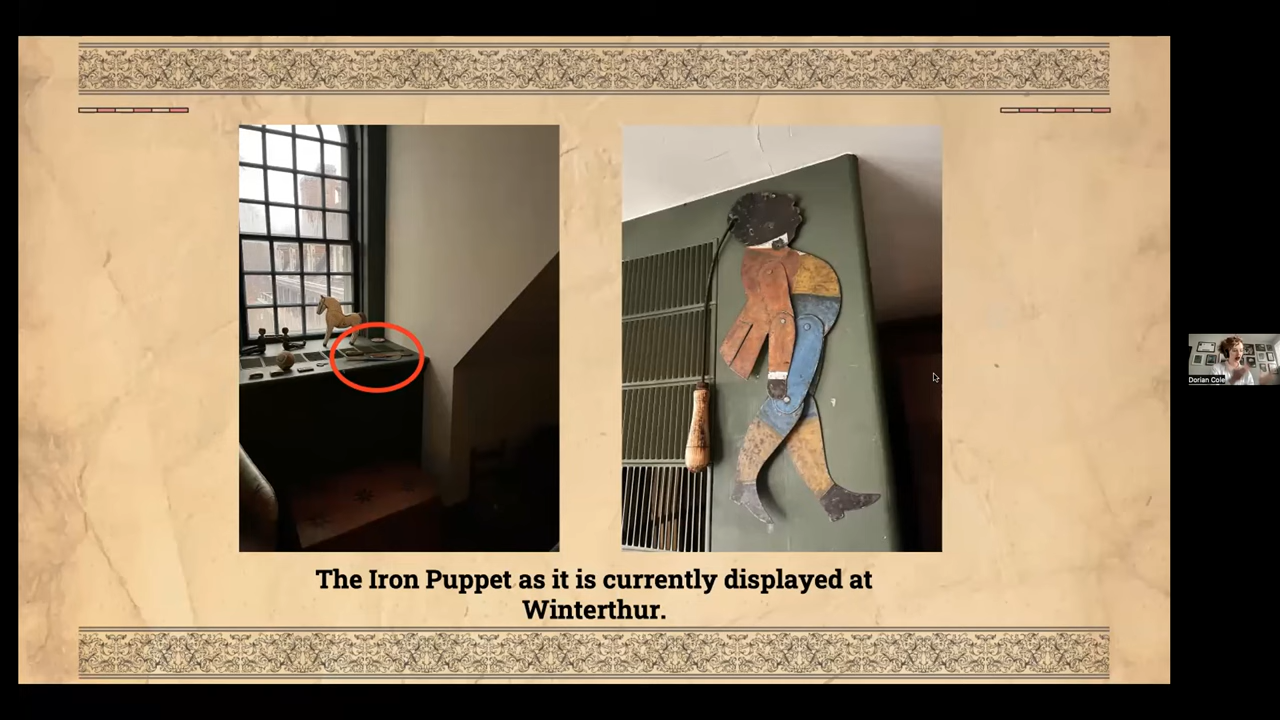 The Iron Puppet as it is currently displayed at
Winterthur.
Dorian Cole